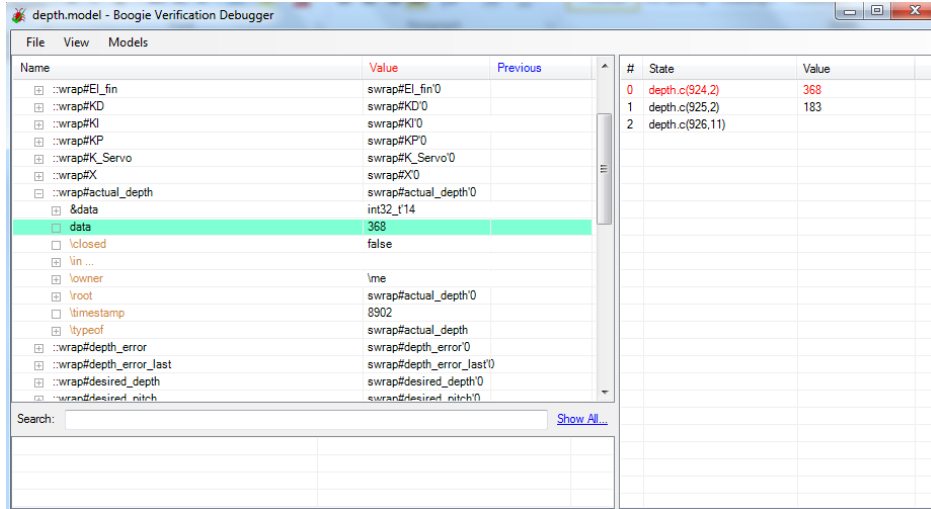 depth.model - Boogie Verification Debugger
File View Models
Name Value Previous
::wrap#El_fin swrap#El_fin'0
::wrap#KD swrap#KD'0
::wrap#KI swrap#KI'0
::wrap#KP swrap#KP'0
::wrap#K_Servo swrap#K_Servo'0
::wrap#X swrap#X'0
::wrap#actual_depth swrap#actual_depth'0
&data int32_t'14
data 368
\closed false
\in ...
\owner \me
\root swrap#actual_depth'0
\timestamp 8902
\typeof swrap#actual_depth
::wrap#depth_error swrap#depth_error'0
::wrap#depth_error_last swrap#depth_error_last'0
::wrap#desired_depth swrap#desired_depth'0
::wrap#desired_pitch swrap#desired_pitch'0
Search: Show All...
# State Value
0 depth.c(924,2) 368
1 depth.c(925,2) 183
2 depth.c(926,11)